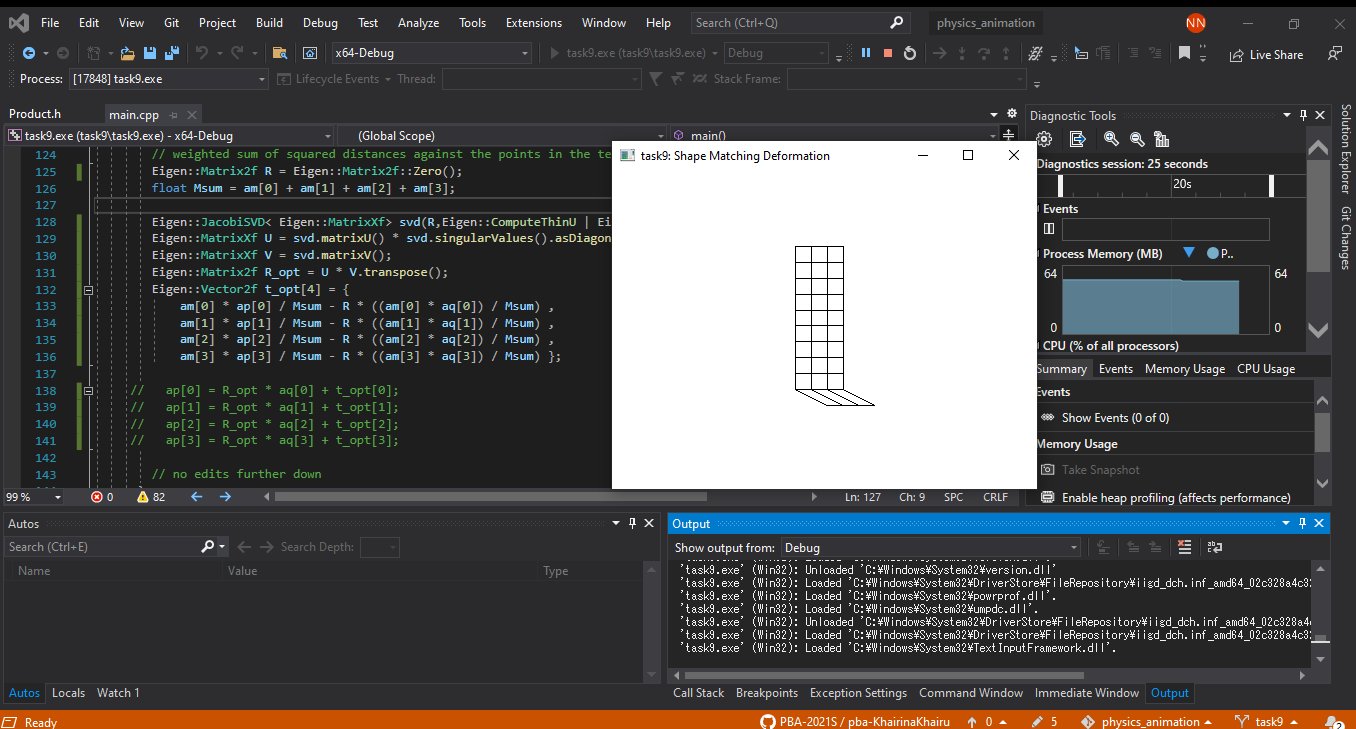 File Edit View Git Project Build Debug Test Analyze Tools Extensions Window Help Search (Ctrl+Q) physics_animation NN
x64-Debug task9.exe (task9\task9.exe) Debug Live Share
Process: [17848] task9.exe Lifecycle Events Thread: Stack Frame:
Product.h main.cpp
task9.exe (task9\task9.exe) - x64-Debug (Global Scope) main()
124 // weighted sum of squared distances against the points in the te
125 Eigen::Matrix2f R = Eigen::Matrix2f::Zero();
126 float Msum = am[0] + am[1] + am[2] + am[3];
127
128 Eigen::JacobiSVD< Eigen::MatrixXf> svd(R,Eigen::ComputeThinU | Ei
129 Eigen::MatrixXf U = svd.matrixU() * svd.singularValues().asDiagon
130 Eigen::MatrixXf V = svd.matrixV();
131 Eigen::Matrix2f R_opt = U * V.transpose();
132 Eigen::Vector2f t_opt[4] = {
133 am[0] * ap[0] / Msum - R * ((am[0] * aq[0]) / Msum) ,
134 am[1] * ap[1] / Msum - R * ((am[1] * aq[1]) / Msum) ,
135 am[2] * ap[2] / Msum - R * ((am[2] * aq[2]) / Msum) ,
136 am[3] * ap[3] / Msum - R * ((am[3] * aq[3]) / Msum) };
137
138 // ap[0] = R_opt * aq[0] + t_opt[0];
139 // ap[1] = R_opt * aq[1] + t_opt[1];
140 // ap[2] = R_opt * aq[2] + t_opt[2];
141 // ap[3] = R_opt * aq[3] + t_opt[3];
142
143 // no edits further down
99 % 0 82 Ln: 127 Ch: 9 SPC CRLF
task9: Shape Matching Deformation
Diagnostic Tools
Diagnostics session: 25 seconds
20s
Events
Process Memory (MB) P..
64 64
0 0
CPU (% of all processors)
Summary Events Memory Usage CPU Usage
Events
Show Events (0 of 0)
Memory Usage
Take Snapshot
Enable heap profiling (affects performance)
Solution Explorer
Git Changes
Autos
Search (Ctrl+E) Search Depth:
Name Value Type
Autos Locals Watch 1
Output
Show output from: Debug
'task9.exe' (Win32): Unloaded 'C:¥Windows¥System32¥version.dll'
'task9.exe' (Win32): Loaded 'C:¥Windows¥System32¥DriverStore¥FileRepository¥iigd_dch.inf_amd64_02c328a4c32
'task9.exe' (Win32): Loaded 'C:¥Windows¥System32¥powrprof.dll'.
'task9.exe' (Win32): Loaded 'C:¥Windows¥System32¥umpdc.dll'.
'task9.exe' (Win32): Unloaded 'C:¥Windows¥System32¥DriverStore¥FileRepository¥iigd_dch.inf_amd64_02c328a4
'task9.exe' (Win32): Loaded 'C:¥Windows¥System32¥DriverStore¥FileRepository¥iigd_dch.inf_amd64_02c328a4c32
'task9.exe' (Win32): Loaded 'C:¥Windows¥System32¥TextInputFramework.dll'.
Call Stack Breakpoints Exception Settings Command Window Immediate Window Output
Ready PBA-2021S / pba-KhairinaKhairu 0 5 physics_animation task9 2